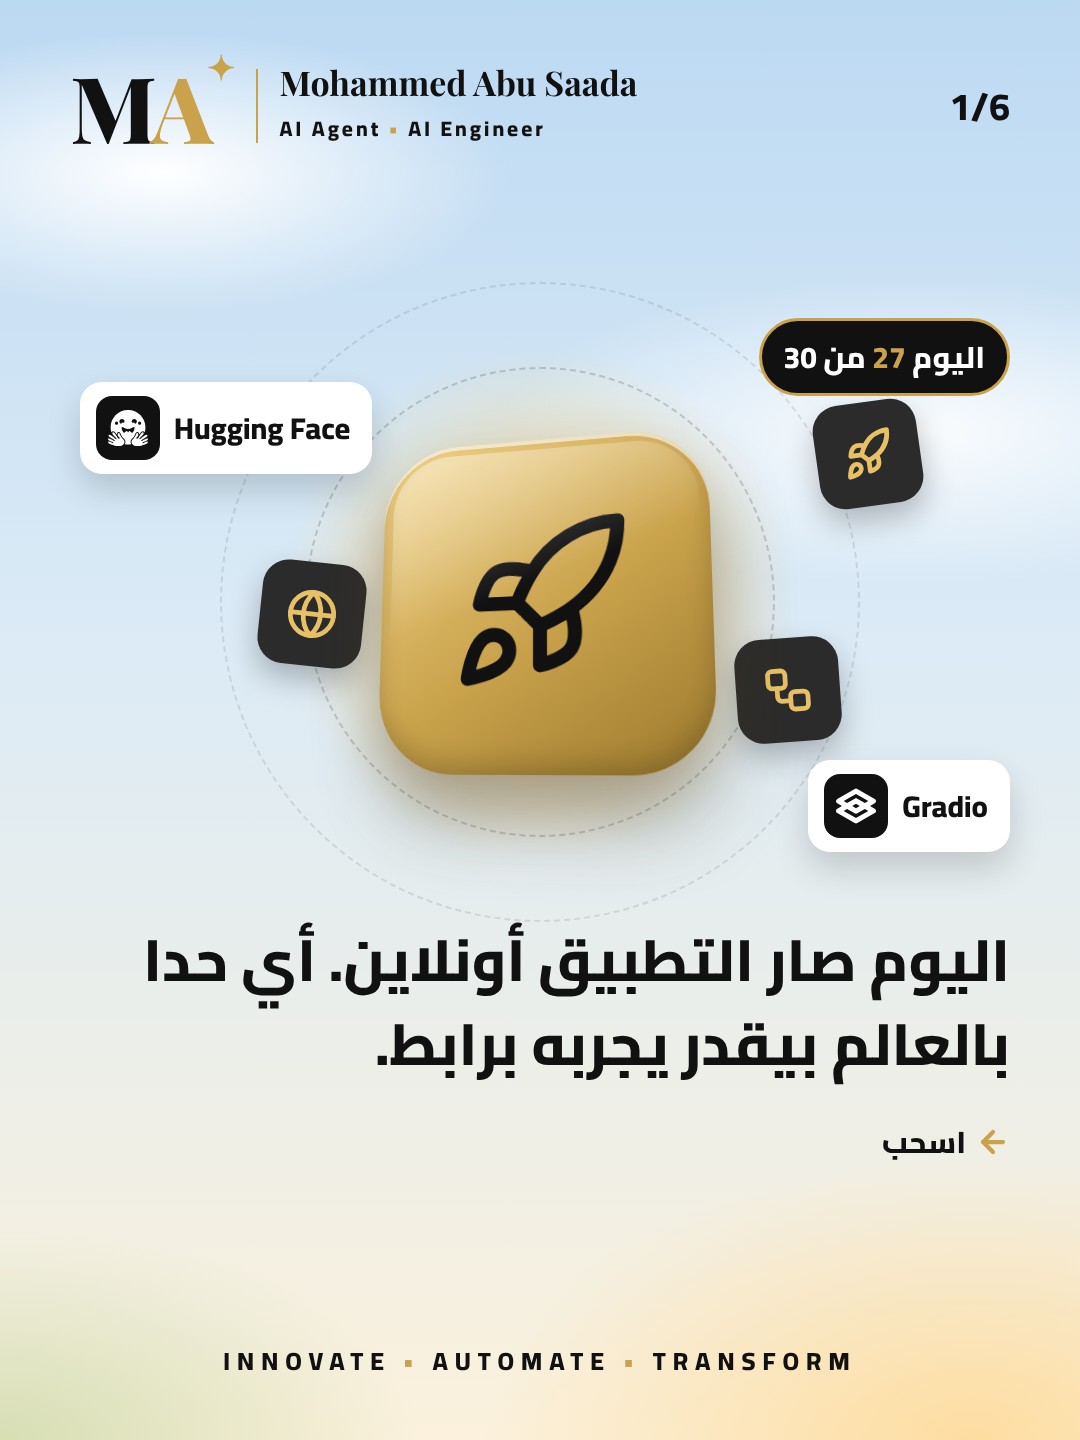 MA
Mohammed Abu Saada
AI Agent ▪ AI Engineer
1/6
اليوم 27 من 30
Hugging Face
Gradio
اليوم صار التطبيق أونلاين. أي حدا
بالعالم بيقدر يجربه برابط.
اسحب
INNOVATE ▪ AUTOMATE ▪ TRANSFORM